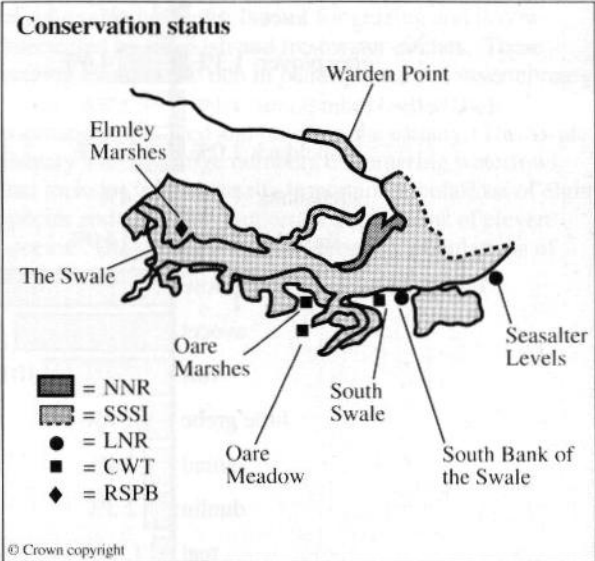 Conservation status
Warden Point
Elmley
Marshes
The Swale
Oare
Marshes
Seasalter
Levels
South
Swale
Oare
Meadow
South Bank of
the Swale
= NNR
= SSSI
= LNR
= CWT
= RSPB
© Crown copyright